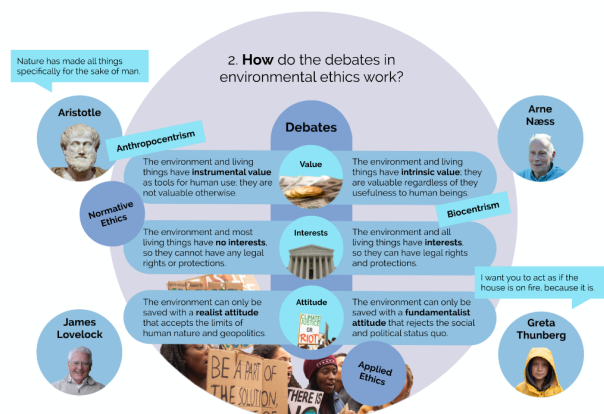 2. How do the debates in
environmental ethics work?
Nature has made all things
specifically for the sake of man.
Aristotle
Arne
Næss
Anthropocentrism
Debates
Value
The environment and living
things have instrumental value
as tools for human use; they are
not valuable otherwise.
The environment and living
things have intrinsic value; they
are valuable regardless of they
usefulness to human beings.
Normative
Ethics
Biocentrism
Interests
The environment and most
living things have no interests,
so they cannot have any legal
rights or protections.
The environment and all
living things have interests,
so they can have legal rights
and protections.
I want you to act as if the
house is on fire, because it is.
Attitude
The environment can only be
saved with a realist attitude
that accepts the limits of
human nature and geopolitics.
CLIMATE
JUSTICE
OR
RIOT
The environment can only be
saved with a fundamentalist
attitude that rejects the social
and political status quo.
James
Lovelock
Greta
Thunberg
Applied
Ethics
BE A PART OF
THE SOLUTION,
THERE IS